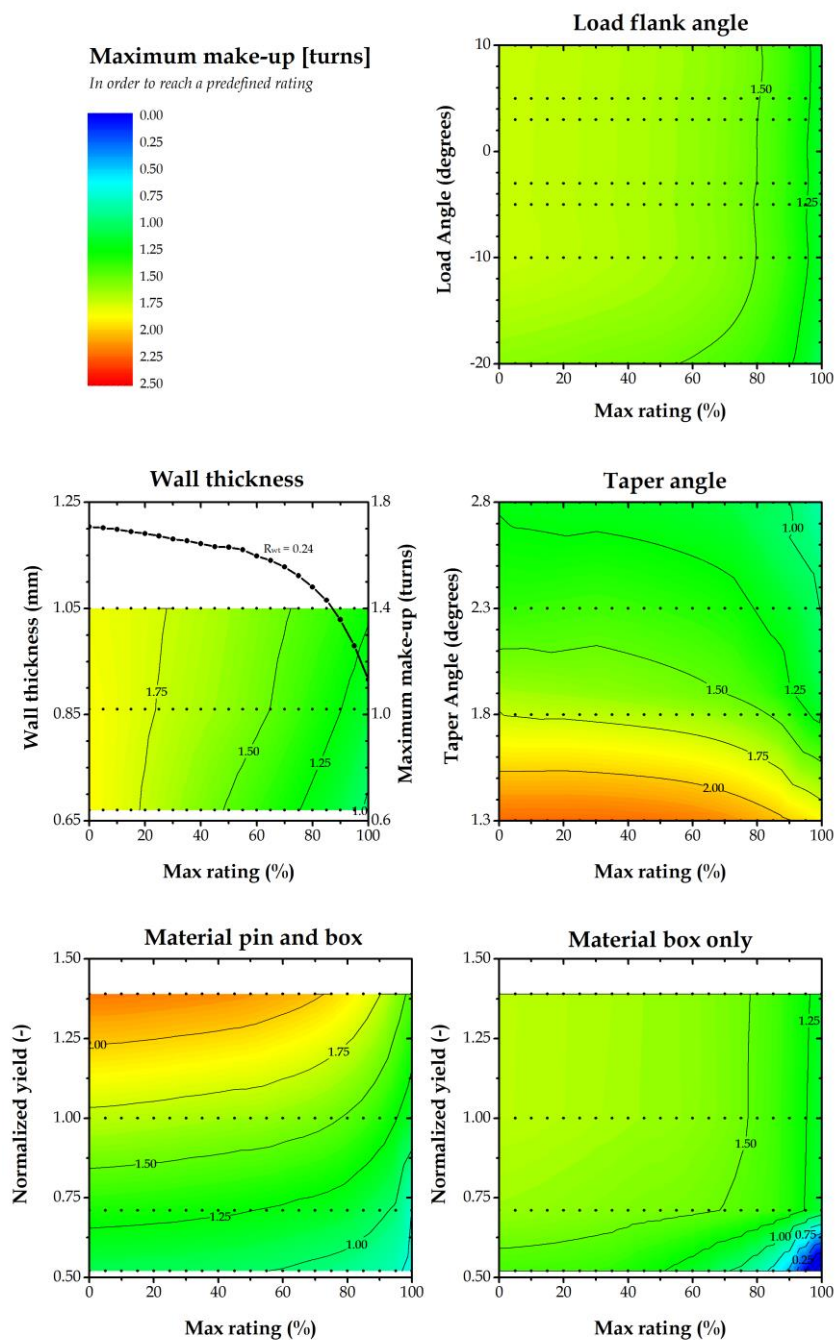 Maximum make-up [turns]
In order to reach a predefined rating
0.00
0.25
0.50
0.75
1.00
1.25
1.50
1.75
2.00
2.25
2.50
Load flank angle
10
0
-10
-20
Load Angle (degrees)
1.50
1.25
0 20 40 60 80 100
Max rating (%)
Wall thickness
1.25
1.05
0.85
0.65
Wall thickness (mm)
1.8
1.4
1.0
0.6
Maximum make-up (turns)
1.75
1.50
1.25
1.0
0 20 40 60 80 100
Max rating (%)
Taper angle
2.8
2.3
1.8
1.3
Taper Angle (degrees)
1.00
1.25
1.50
1.75
2.00
0 20 40 60 80 100
Max rating (%)
Material pin and box
1.50
1.25
1.00
0.75
0.50
Normalized yield (-)
2.00
1.75
1.50
1.25
1.00
0 20 40 60 80 100
Max rating (%)
Material box only
1.50
1.25
1.00
0.75
0.50
Normalized yield (-)
1.25
1.50
1.00
0.75
0.25
0 20 40 60 80 100
Max rating (%)